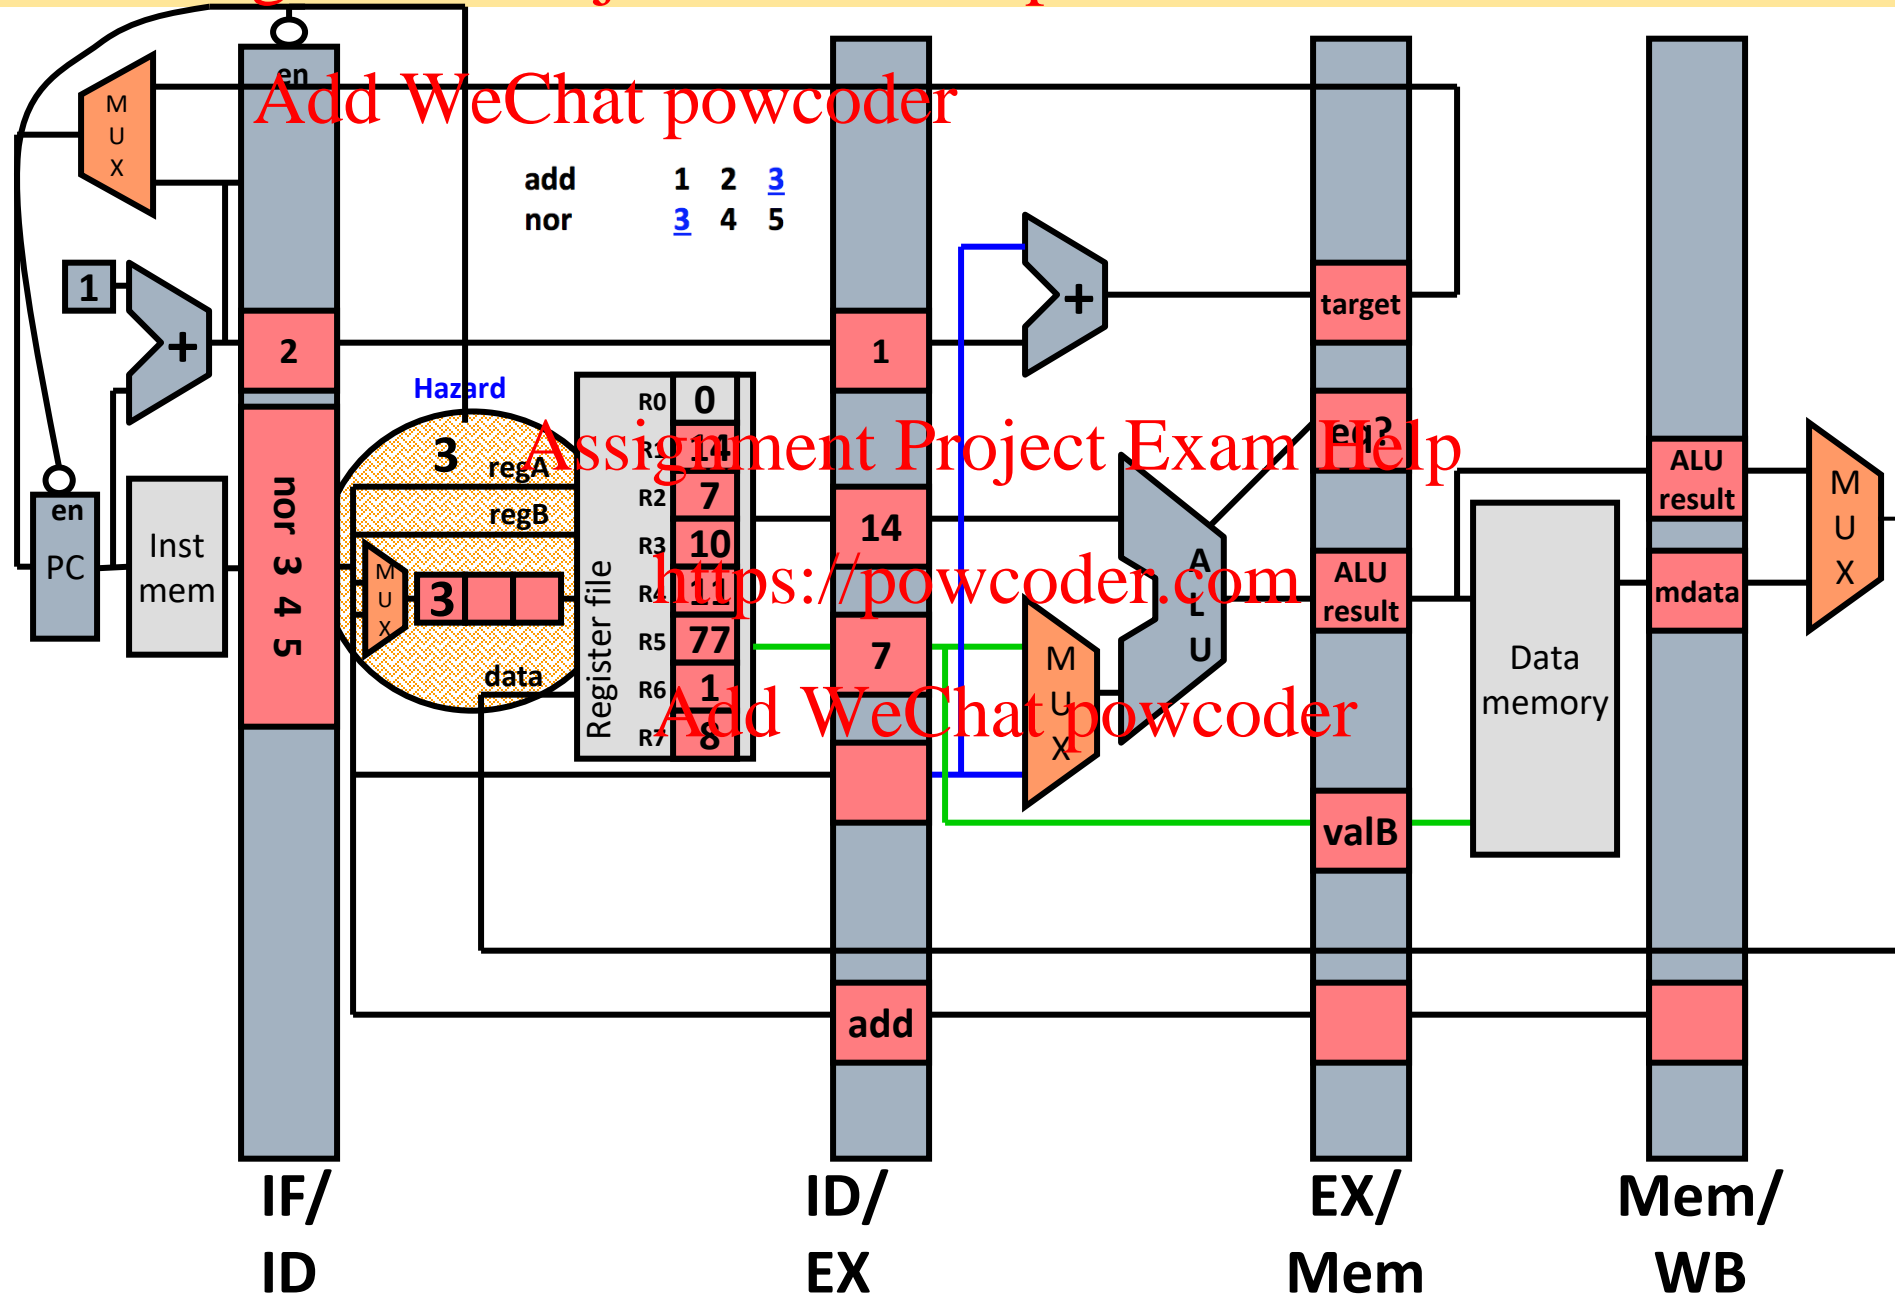 Add WeChat powcoder
en
M
U
X
add 1 2 3
nor 3 4 5
1
+
+
2
1
target
Hazard
R0 0
R1 14
R2 7
R3 10
R4 11
R5 77
R6 1
R7 8
Register file
3
regA
regB
M
U
X
3
data
Assignment Project Exam Help
eq?
ALU
result
M
U
X
en
PC
Inst
mem
nor 3 4 5
14
7
https://powcoder.com
A
L
U
ALU
result
mdata
M
U
X
Data
memory
Add WeChat powcoder
valB
add
IF/
ID
ID/
EX
EX/
Mem
Mem/
WB